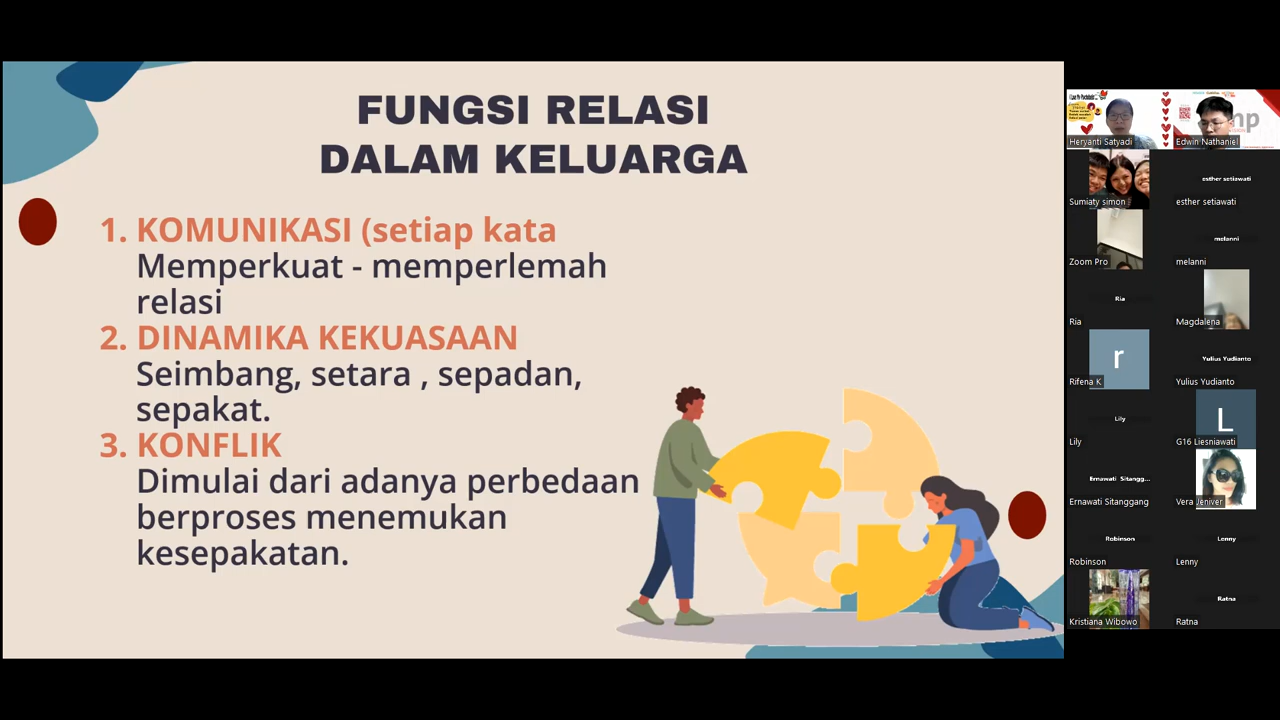 FUNGSI RELASI
DALAM KELUARGA
1. KOMUNIKASI (setiap kata
Memperkuat - memperlemah
relasi
2. DINAMIKA KEKUASAAN
Seimbang, setara , sepadan,
sepakat.
3. KONFLIK
Dimulai dari adanya perbedaan
berproses menemukan
kesepakatan.
Heryanti Satyadi
Edwin Nathaniel
Sumiaty simon
esther setiawati
esther setiawati
Zoom Pro
melanni
melanni
Ria
Ria
Magdalena
r
Rifena K
Yulius Yudianto
Yulius Yudianto
Lily
Lily
L
G16 Liesniawati
Ernawati Sitangg...
Ernawati Sitanggang
Vera Jeniver
Robinson
Robinson
Lenny
Lenny
Kristiana Wibowo
Ratna
Ratna